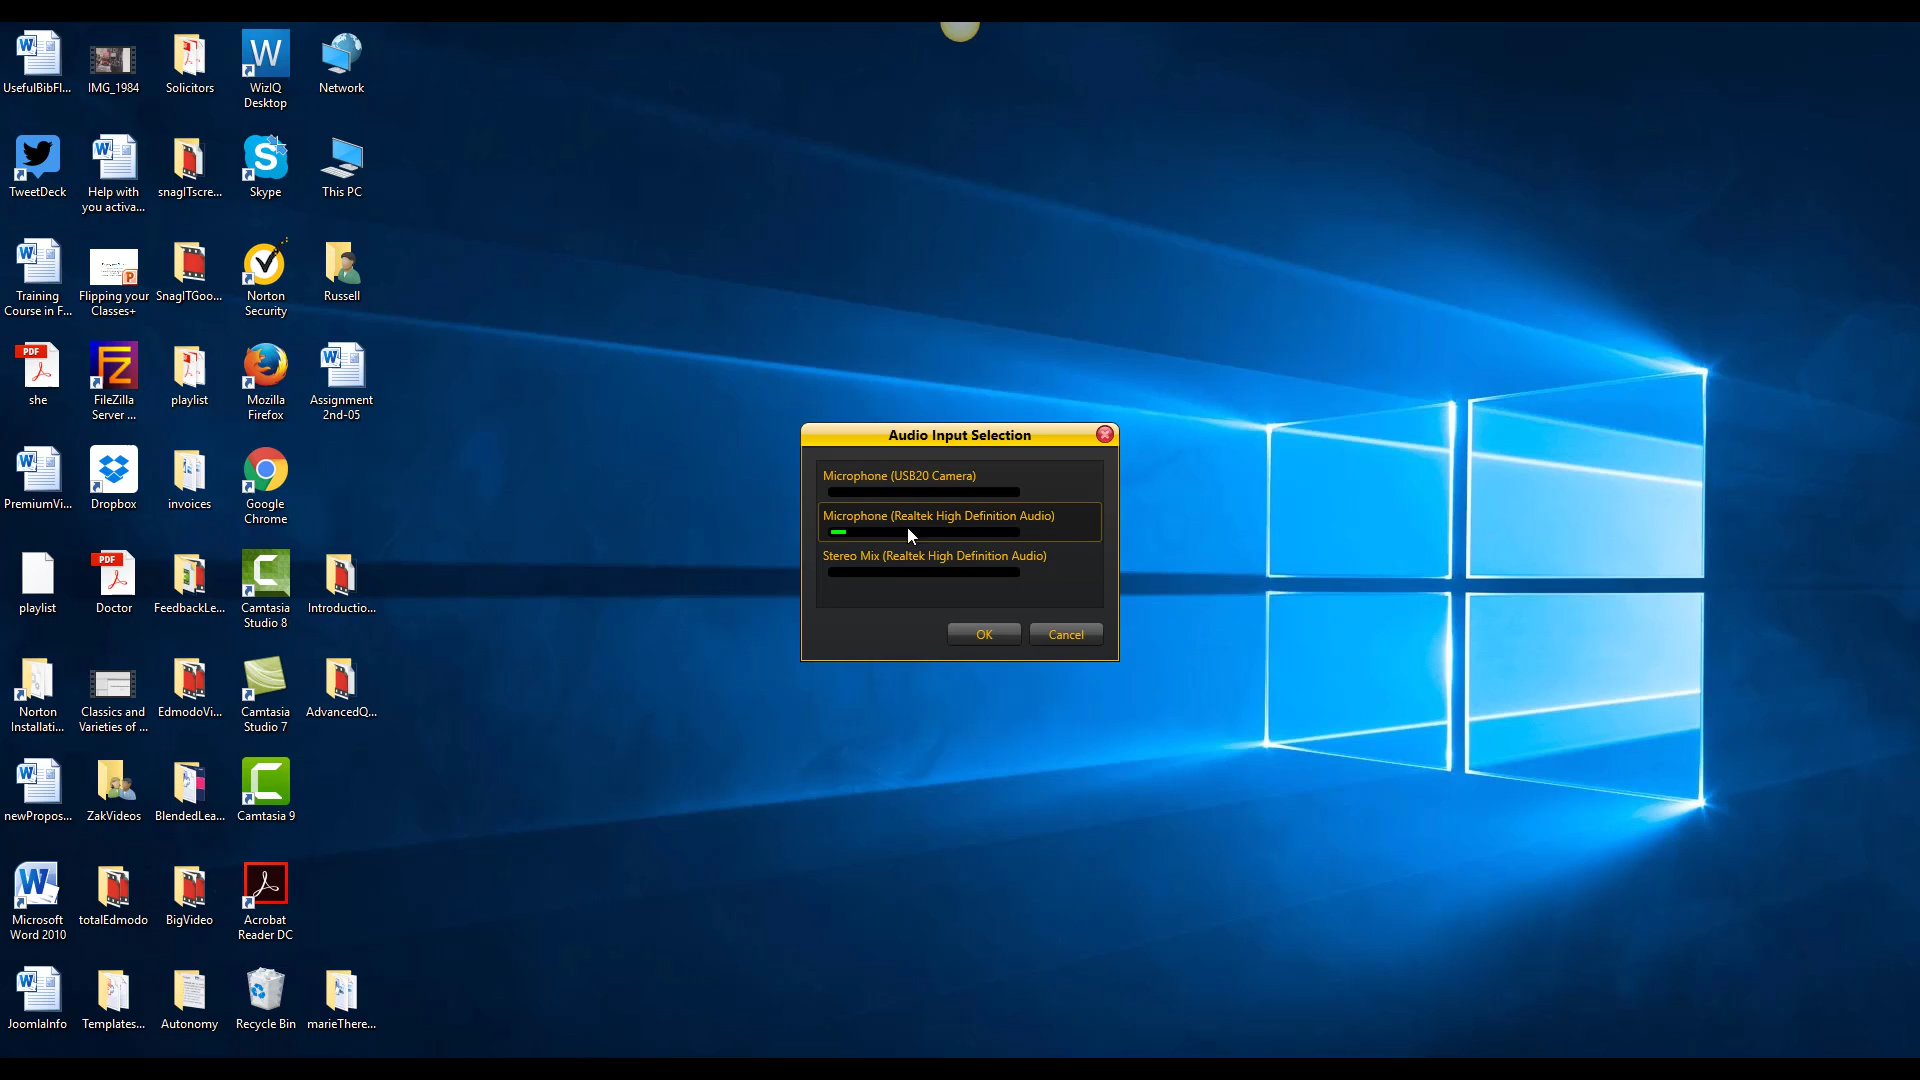 UsefulBibFl...
IMG_1984
Solicitors
WizIQ
Desktop
Network
TweetDeck
Help with
you activa...
snagITscre...
Skype
This PC
Training
Course in F...
Flipping your
Classes+
SnagITGoo...
Norton
Security
Russell
PDF
she
FileZilla
Server ...
playlist
Mozilla
Firefox
Assignment
2nd-05
Audio Input Selection
Microphone (USB20 Camera)
Microphone (Realtek High Definition Audio)
Stereo Mix (Realtek High Definition Audio)
OK
Cancel
PremiumVi...
Dropbox
invoices
Google
Chrome
playlist
PDF
Doctor
FeedbackLe...
Camtasia
Studio 8
Introductio...
Norton
Installati...
Classics and
Varieties of ...
EdmodoVi...
Camtasia
Studio 7
AdvancedQ...
newPropos...
ZakVideos
BlendedLea...
Camtasia 9
Microsoft
Word 2010
totalEdmodo
BigVideo
Acrobat
Reader DC
JoomlaInfo
Templates...
Autonomy
Recycle Bin
marieThere...